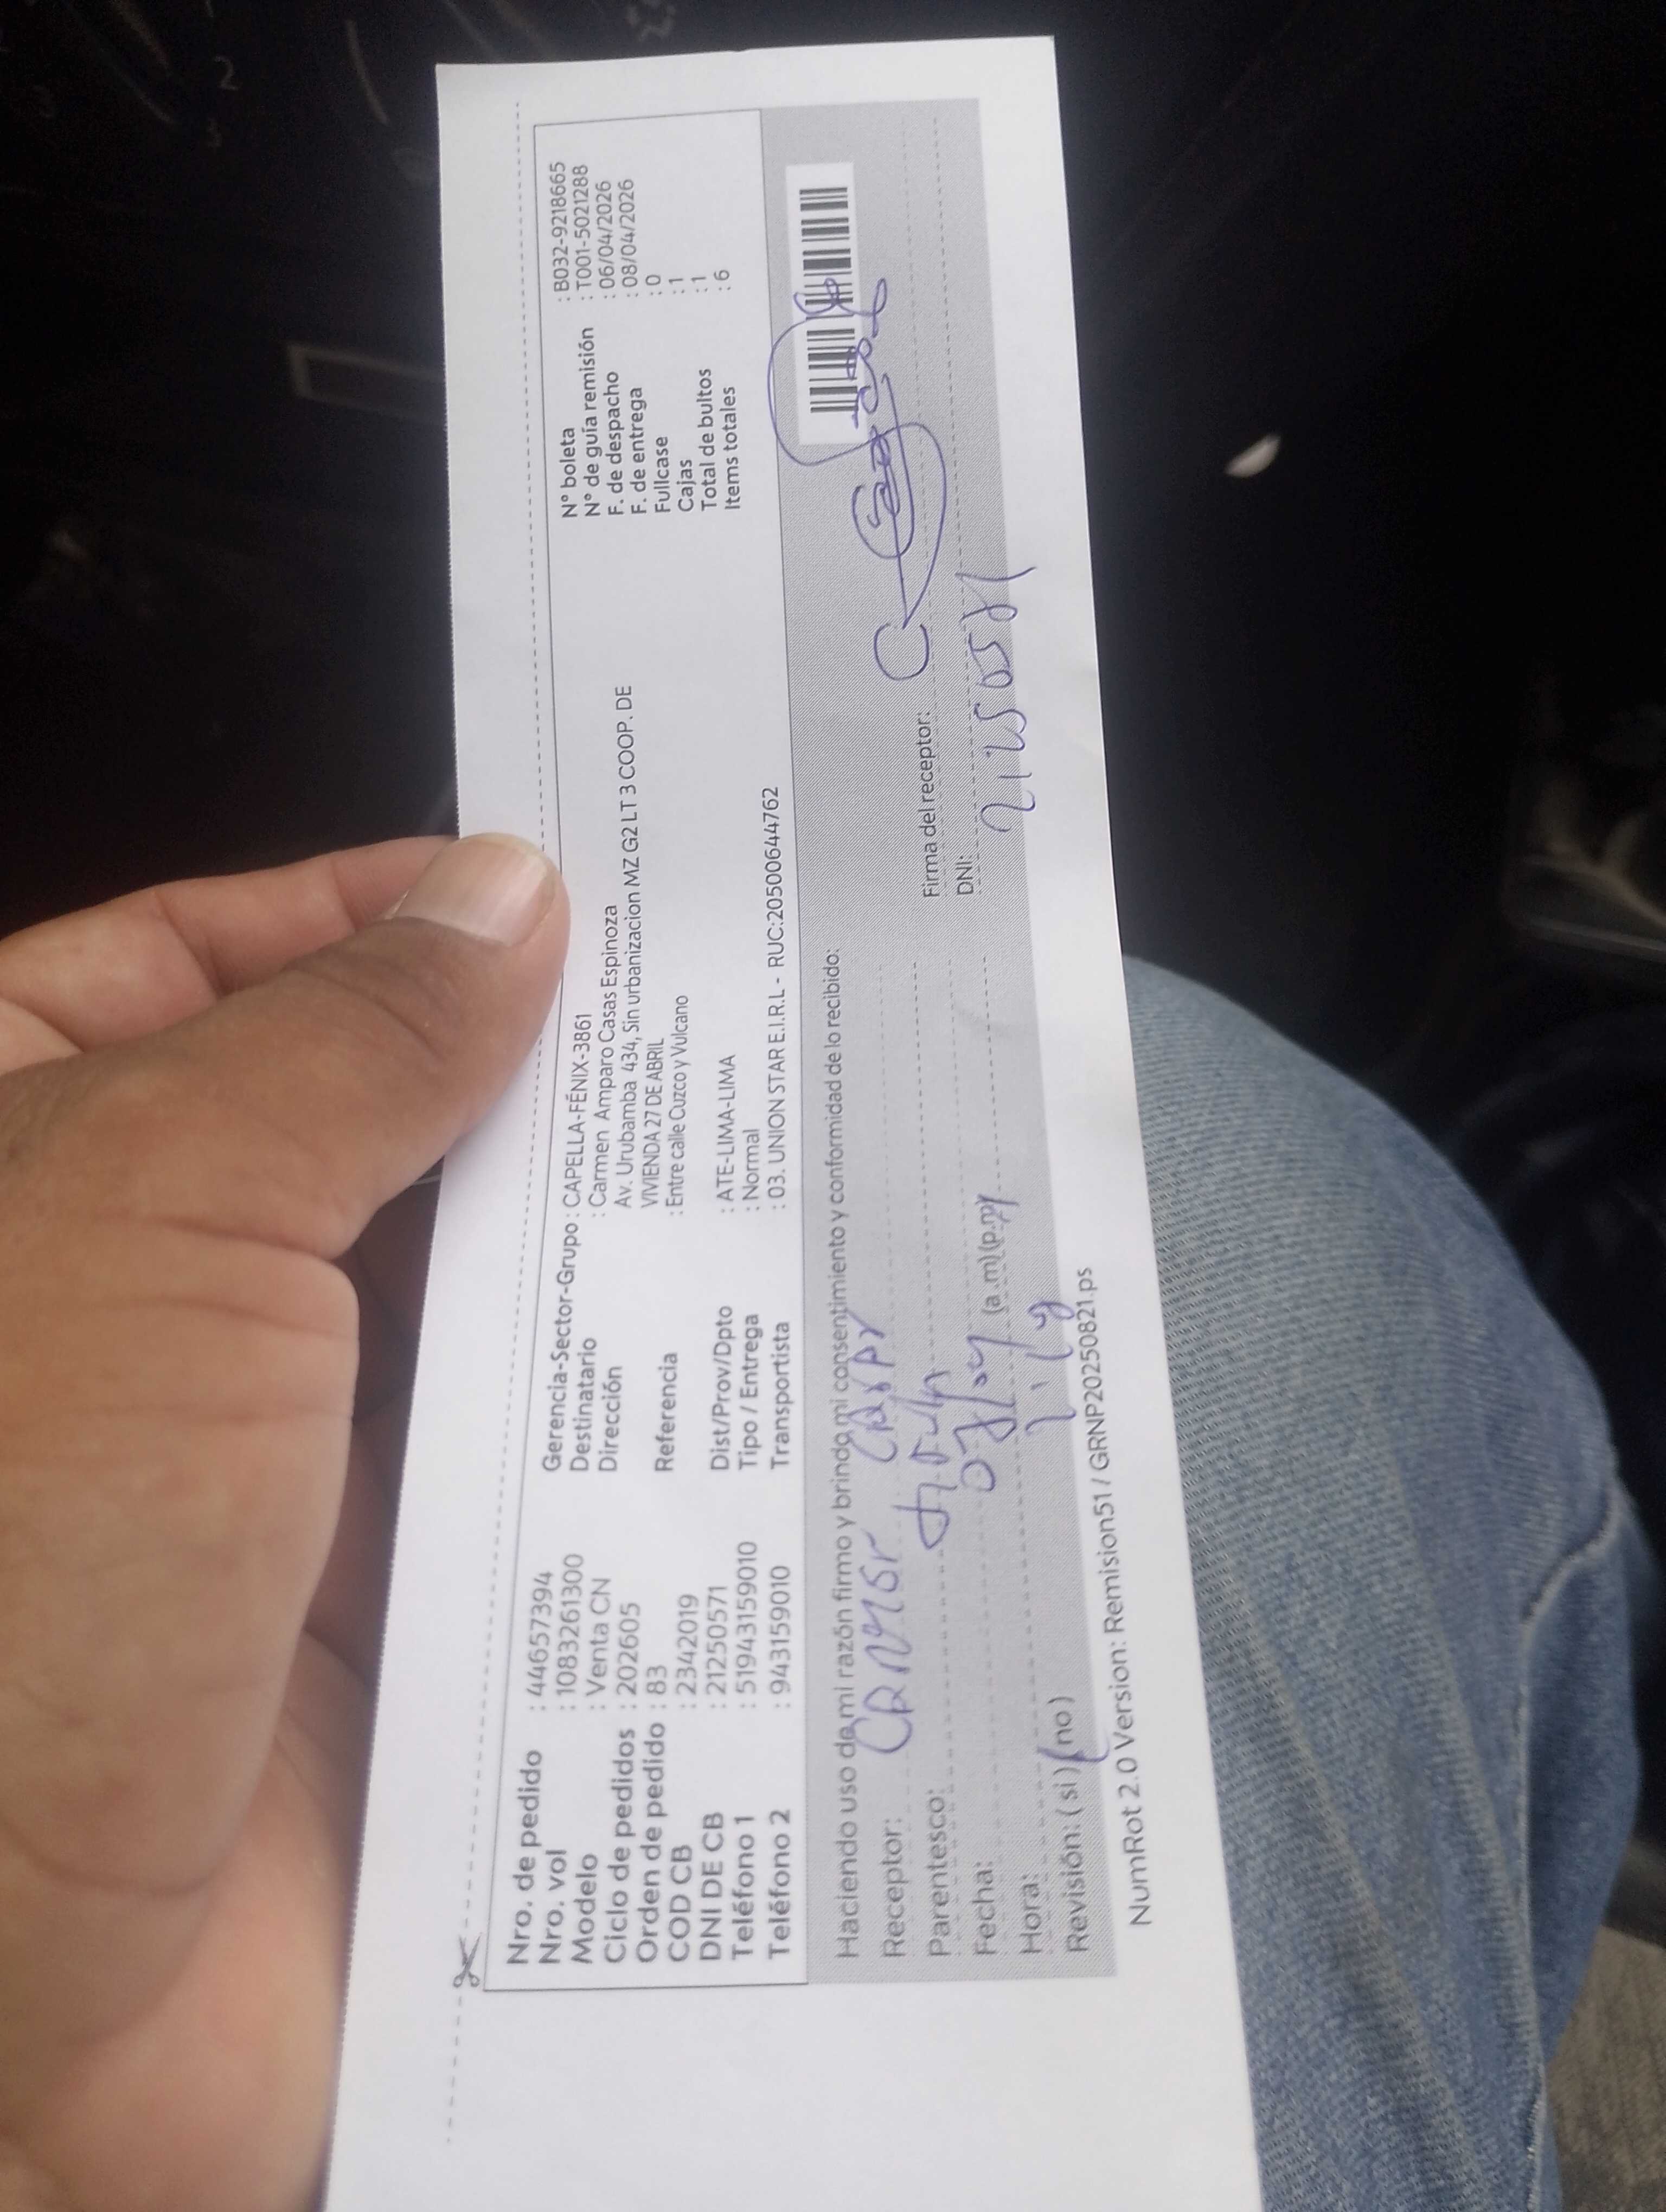 Nro. de pedido : 44657394
Nro. vol : 1083261300
Modelo : Venta CN
Ciclo de pedidos : 202605
Orden de pedido : 83
COD CB : 2342019
DNI DE CB : 21250571
Teléfono 1 : 51943159010
Teléfono 2 : 943159010
Gerencia-Sector-Grupo : CAPELLA-FÉNIX-3861
Destinatario : Carmen Amparo Casas Espinoza
Dirección Av. Urubamba 434, Sin urbanizacion MZ G2 LT 3 COOP. DE
VIVIENDA 27 DE ABRIL
Referencia : Entre calle Cuzco y Vulcano
Dist/Prov/Dpto : ATE-LIMA-LIMA
Tipo / Entrega : Normal
Transportista : 03. UNION STAR E.I.R.L - RUC:20500644762
N° boleta : B032-9218665
N° de guía remisión : T001-5021288
F. de despacho : 06/04/2026
F. de entrega : 08/04/2026
Fullcase : 0
Cajas : 1
Total de bultos : 1
Items totales : 6
Haciendo uso de mi razón firmo y brindo mi consentimiento y conformidad de lo recibido:
Receptor:
Parentesco:
Fecha:
Hora: (a.m)(p.m)
Revisión: (si) (no)
Firma del receptor:
DNI:
NumRot 2.0 Version: Remision51 / GRNP20250821.ps